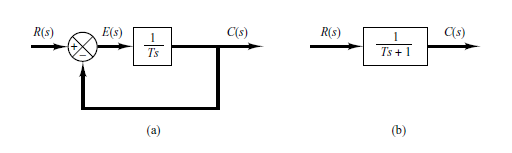 R(s) + − E(s) 1/Ts C(s)
(a)
R(s) 1/(Ts + 1) C(s)
(b)